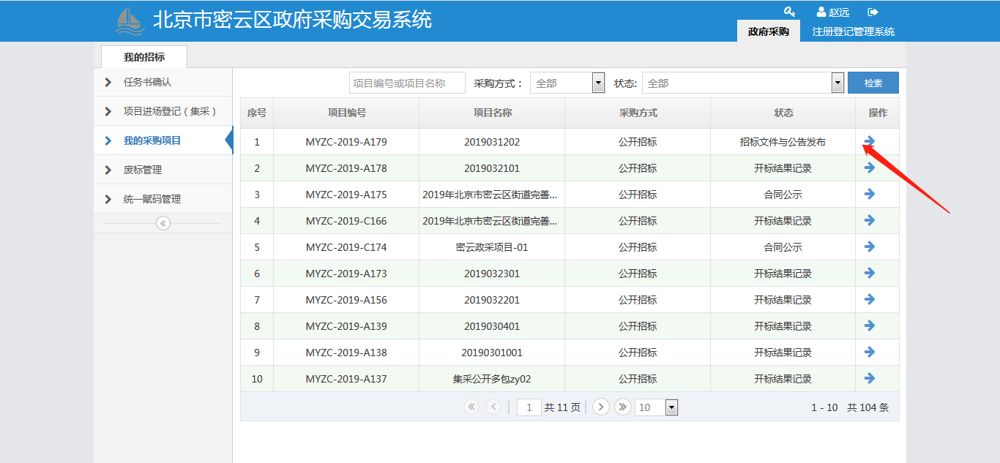 北京市密云区政府采购交易系统
赵远
政府采购
注册登记管理系统
我的招标
任务书确认
项目进场登记（集采）
我的采购项目
废标管理
统一赋码管理
项目编号或项目名称 采购方式： 全部 状态: 全部 检索
序号 项目编号 项目名称 采购方式 状态 操作
1 MYZC-2019-A179 2019031202 公开招标 招标文件与公告发布
2 MYZC-2019-A178 2019032101 公开招标 开标结果记录
3 MYZC-2019-A175 2019年北京市密云区街道完善... 公开招标 合同公示
4 MYZC-2019-C166 2019年北京市密云区街道完善... 公开招标 开标结果记录
5 MYZC-2019-C174 密云政采项目-01 公开招标 合同公示
6 MYZC-2019-A173 2019032301 公开招标 开标结果记录
7 MYZC-2019-A156 2019032201 公开招标 开标结果记录
8 MYZC-2019-A139 2019030401 公开招标 开标结果记录
9 MYZC-2019-A138 20190301001 公开招标 开标结果记录
10 MYZC-2019-A137 集采公开多包zy02 公开招标 开标结果记录
1 共 11 页 10 1 - 10 共 104 条